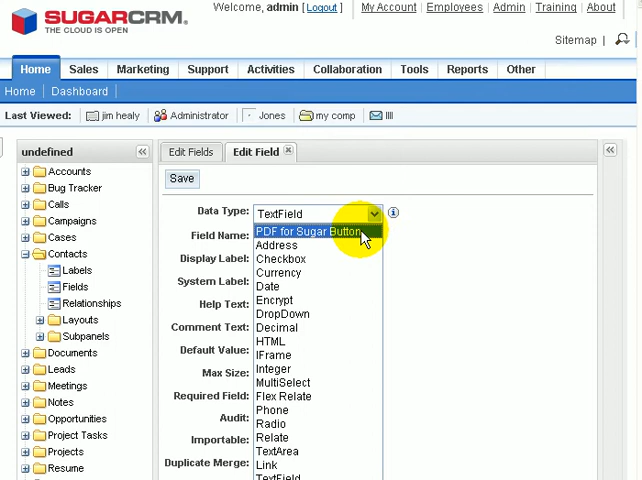 Welcome, admin [Logout] My Account Employees Admin Training About
SUGARCRM.
THE CLOUD IS OPEN
Sitemap
Home Sales Marketing Support Activities Collaboration Tools Reports Other
Home Dashboard
Last Viewed: jim healy Administrator Jones my comp llll
undefined
Accounts
Bug Tracker
Calls
Campaigns
Cases
Contacts
Labels
Fields
Relationships
Layouts
Subpanels
Documents
Leads
Meetings
Notes
Opportunities
Project Tasks
Projects
Resume
Edit Fields Edit Field
Save
Data Type: TextField
Field Name:
Display Label:
System Label:
Help Text:
Comment Text:
Default Value:
Max Size:
Required Field:
Audit:
Importable:
Duplicate Merge:
PDF for Sugar Button
Address
Checkbox
Currency
Date
Encrypt
DropDown
Decimal
HTML
IFrame
Integer
MultiSelect
Flex Relate
Phone
Radio
Relate
TextArea
Link
TextField